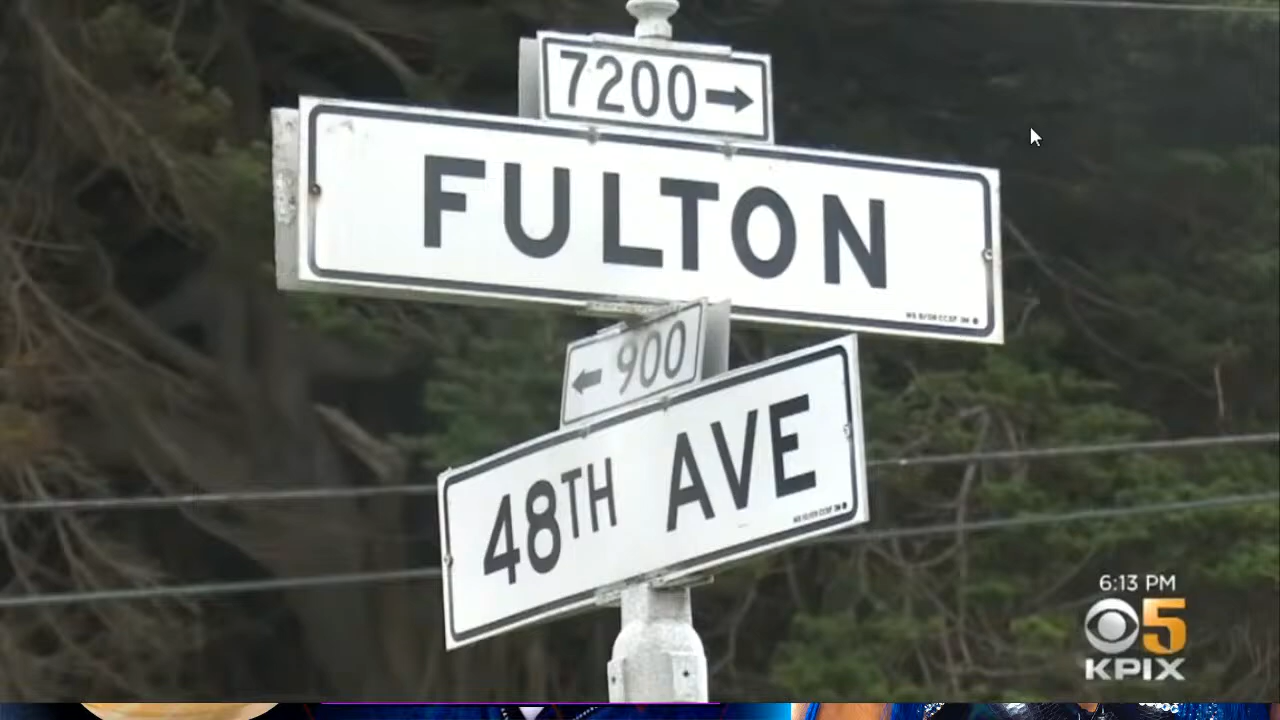 7200 →
FULTON
← 900
48TH AVE
6:13 PM
5
KPIX